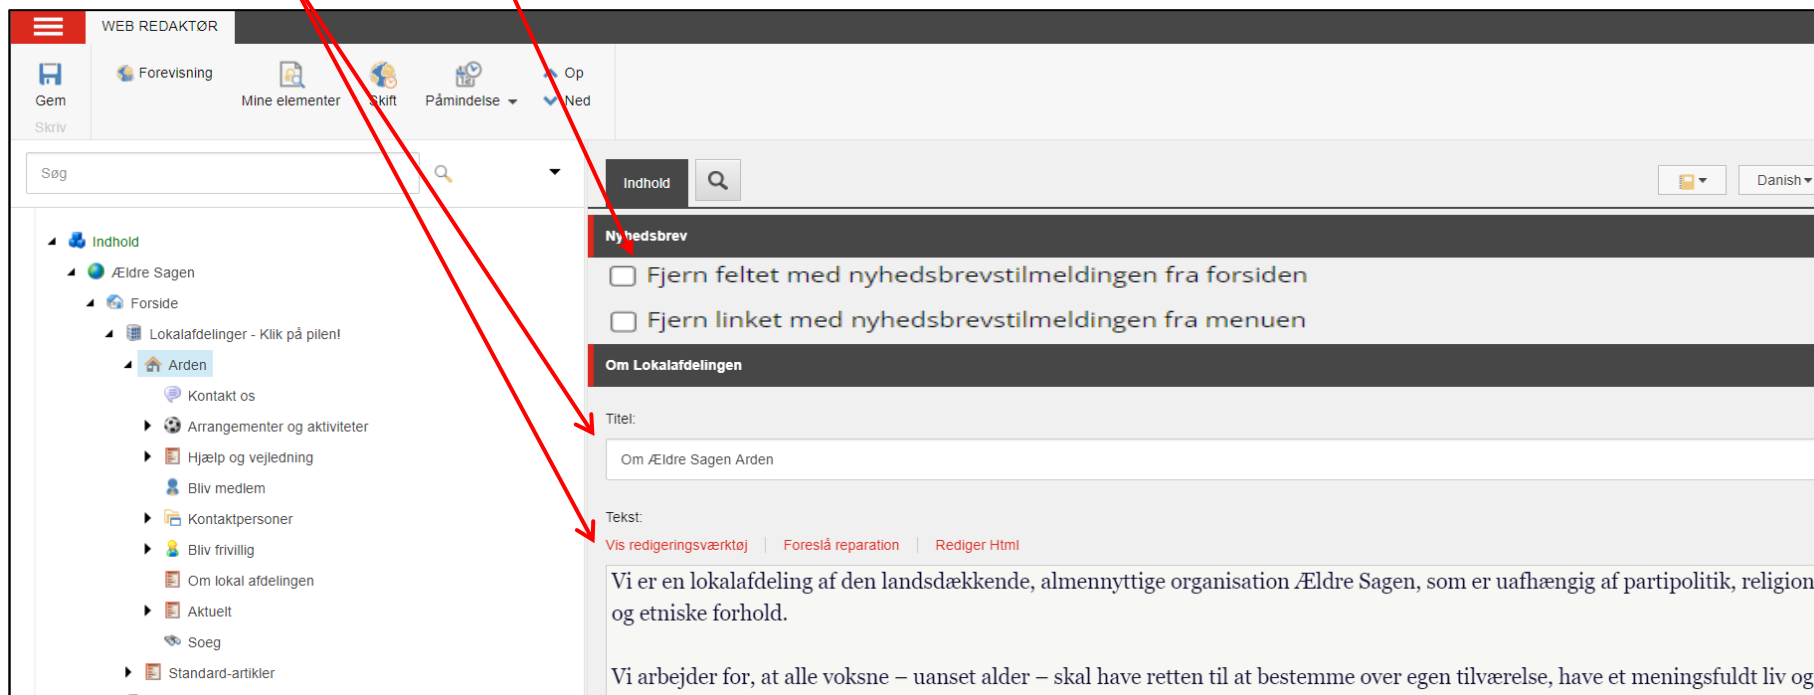 WEB REDAKTØR
Gem
Skriv
Forevisning
Mine elementer
Skift
Påmindelse
Op
Ned
Søg
Indhold
Ældre Sagen
Forside
Lokalafdelinger - Klik på pilen!
Arden
Kontakt os
Arrangementer og aktiviteter
Hjælp og vejledning
Bliv medlem
Kontaktpersoner
Bliv frivillig
Om lokal afdelingen
Aktuelt
Soeg
Standard-artikler
Indhold
Danish
Nyhedsbrev
Fjern feltet med nyhedsbrevstilmeldingen fra forsiden
Fjern linket med nyhedsbrevstilmeldingen fra menuen
Om Lokalafdelingen
Titel:
Om Ældre Sagen Arden
Tekst:
Vis redigeringsværktøj | Foreslå reparation | Rediger Html
Vi er en lokalafdeling af den landsdækkende, almennyttige organisation Ældre Sagen, som er uafhængig af partipolitik, religion
og etniske forhold.
Vi arbejder for, at alle voksne – uanset alder – skal have retten til at bestemme over egen tilværelse, have et meningsfuldt liv og